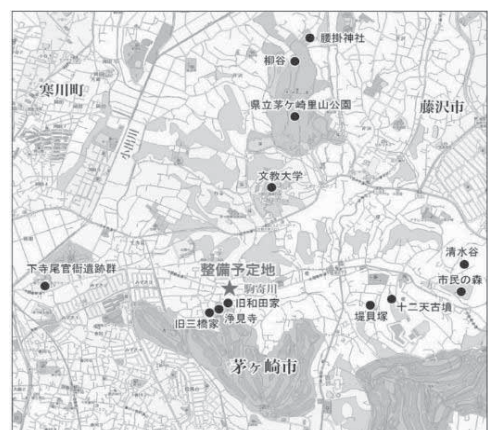 腰掛神社
柳谷
寒川町
県立茅ケ崎里山公園
藤沢市
小出川
文教大学
清水谷
下寺尾官衙遺跡群
整備予定地
市民の森
駒寄川
旧和田家
十二天古墳
浄見寺
堤貝塚
旧三橋家
茅ヶ崎市